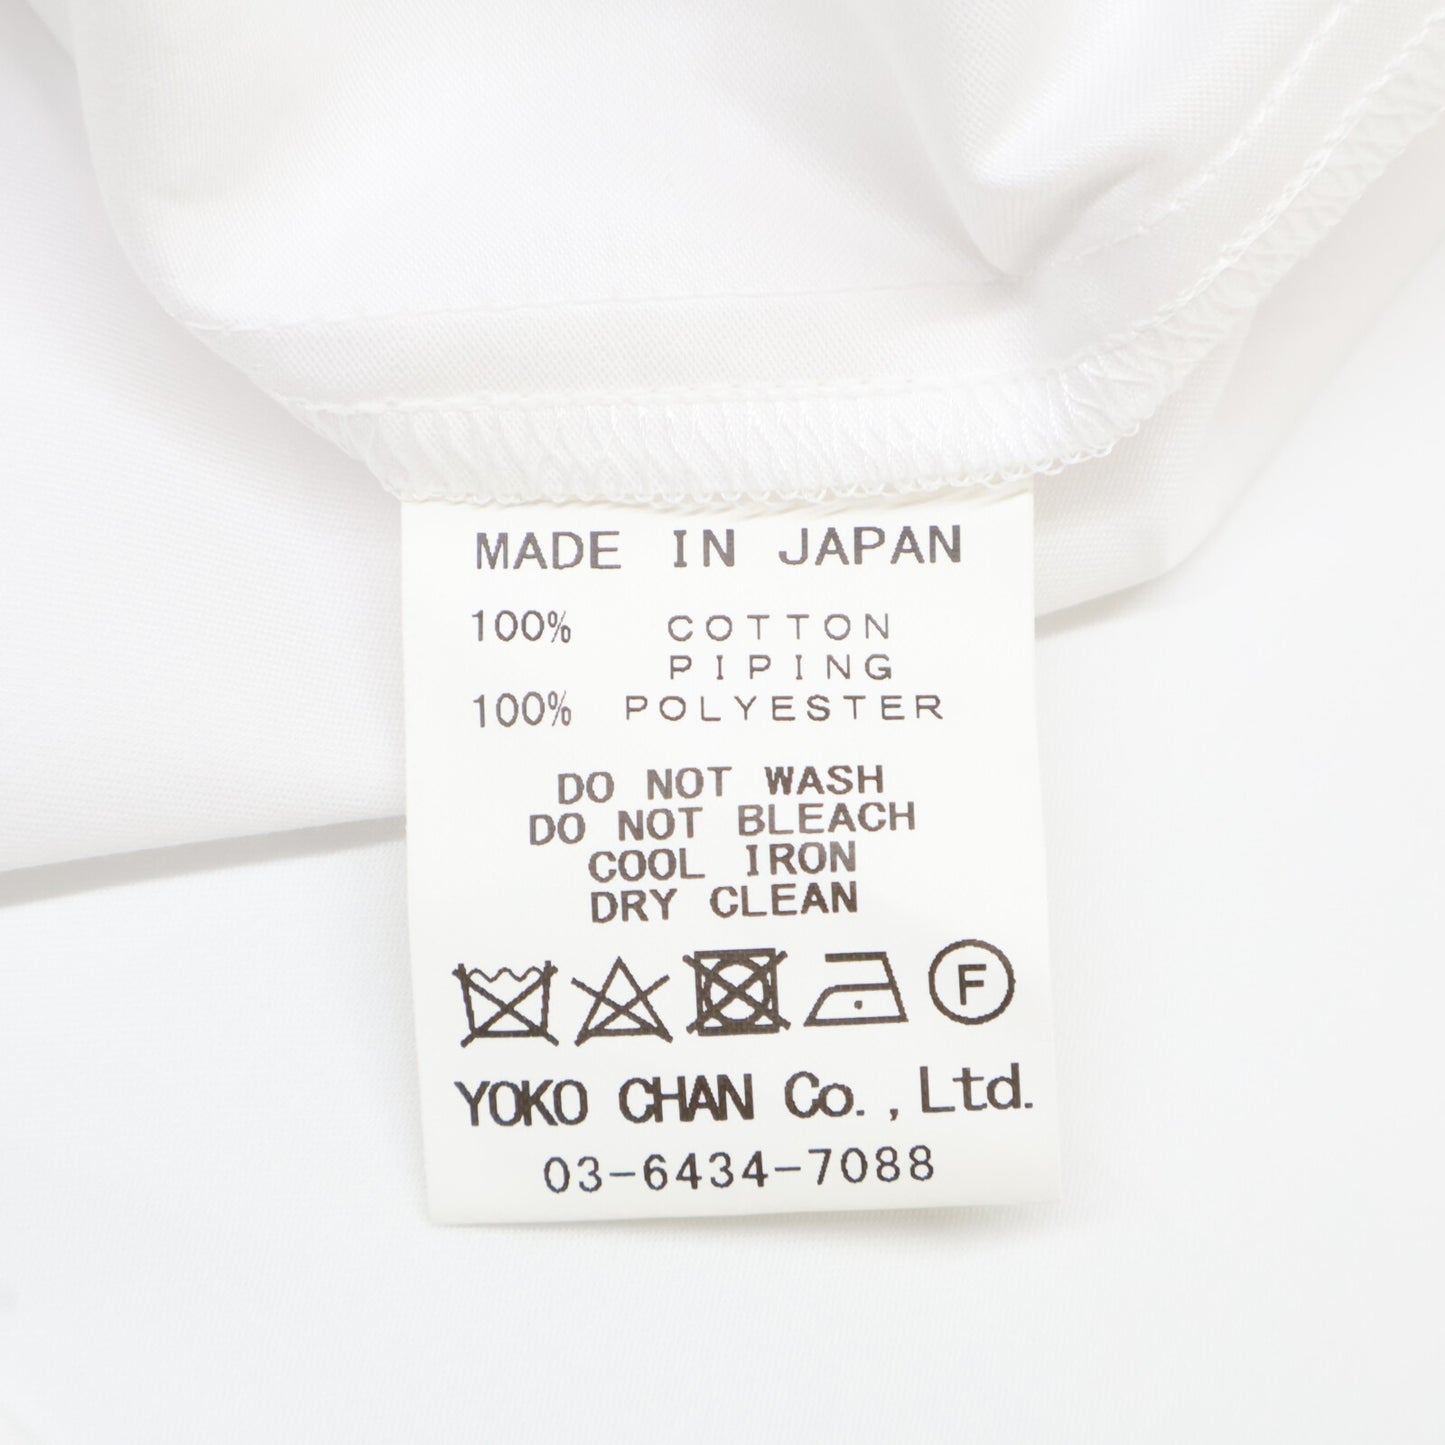 MADE IN JAPAN
100% COTTON
PIPING
100% POLYESTER
DO NOT WASH
DO NOT BLEACH
COOL IRON
DRY CLEAN
F
YOKO CHAN Co., Ltd.
03-6434-7088